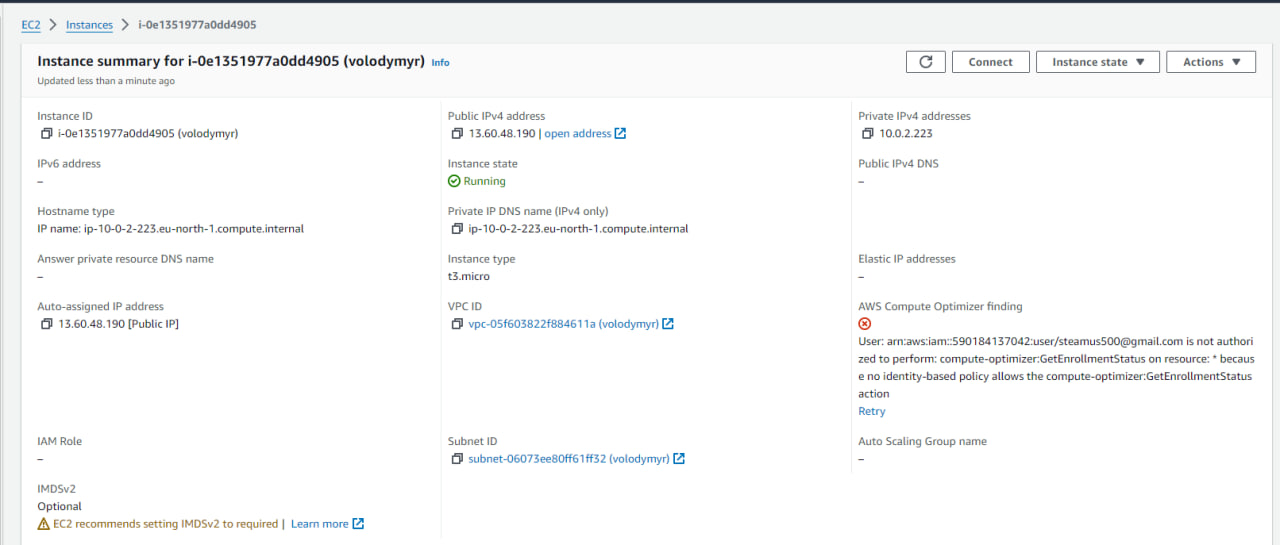 EC2 > Instances > i-0e1351977a0dd4905
Instance summary for i-0e1351977a0dd4905 (volodymyr) Info
Updated less than a minute ago
Connect
Instance state
Actions
Instance ID
i-0e1351977a0dd4905 (volodymyr)
Public IPv4 address
13.60.48.190 | open address
Private IPv4 addresses
10.0.2.223
IPv6 address
–
Instance state
Running
Public IPv4 DNS
–
Hostname type
IP name: ip-10-0-2-223.eu-north-1.compute.internal
Private IP DNS name (IPv4 only)
ip-10-0-2-223.eu-north-1.compute.internal
Answer private resource DNS name
–
Instance type
t3.micro
Elastic IP addresses
–
Auto-assigned IP address
13.60.48.190 [Public IP]
VPC ID
vpc-05f603822f884611a (volodymyr)
AWS Compute Optimizer finding
User: arn:aws:iam::590184137042:user/steamus500@gmail.com is not authori
zed to perform: compute-optimizer:GetEnrollmentStatus on resource: * becaus
e no identity-based policy allows the compute-optimizer:GetEnrollmentStatus
action
Retry
IAM Role
–
Subnet ID
subnet-06073ee80ff61ff32 (volodymyr)
Auto Scaling Group name
–
IMDSv2
Optional
EC2 recommends setting IMDSv2 to required | Learn more